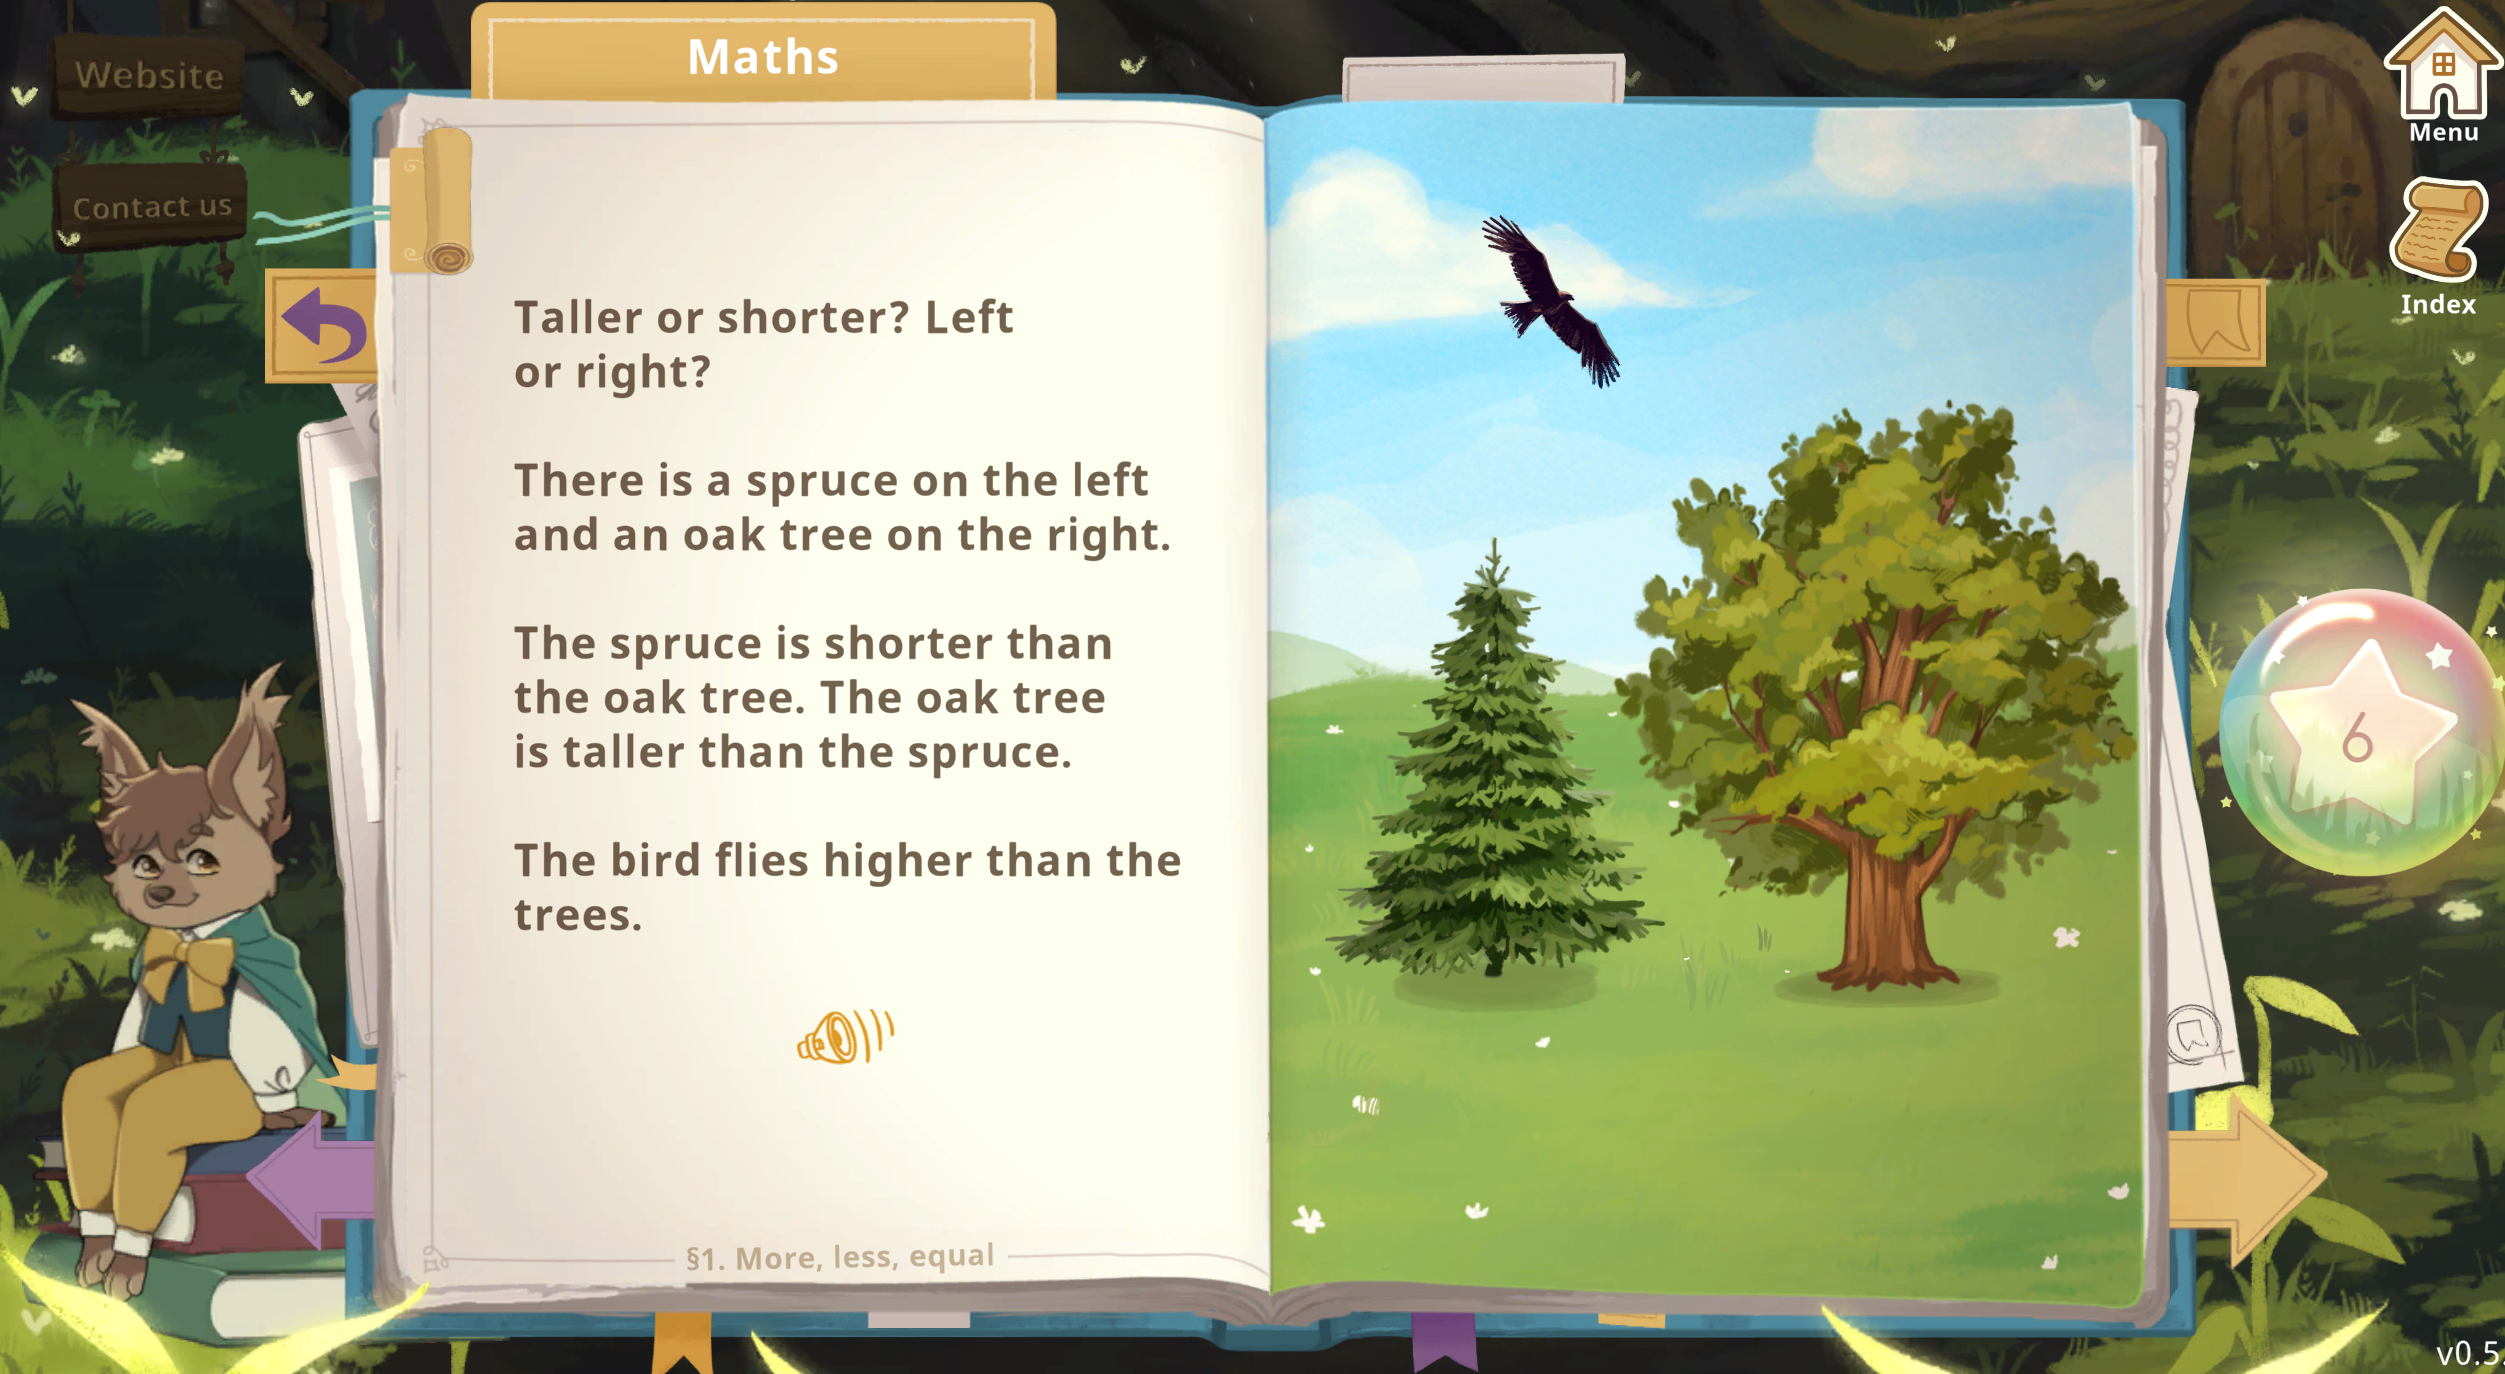 Website
Contact us
Maths
Menu
Index
Taller or shorter? Left
or right?
There is a spruce on the left
and an oak tree on the right.
The spruce is shorter than
the oak tree. The oak tree
is taller than the spruce.
The bird flies higher than the
trees.
6
§1. More, less, equal
v0.5.